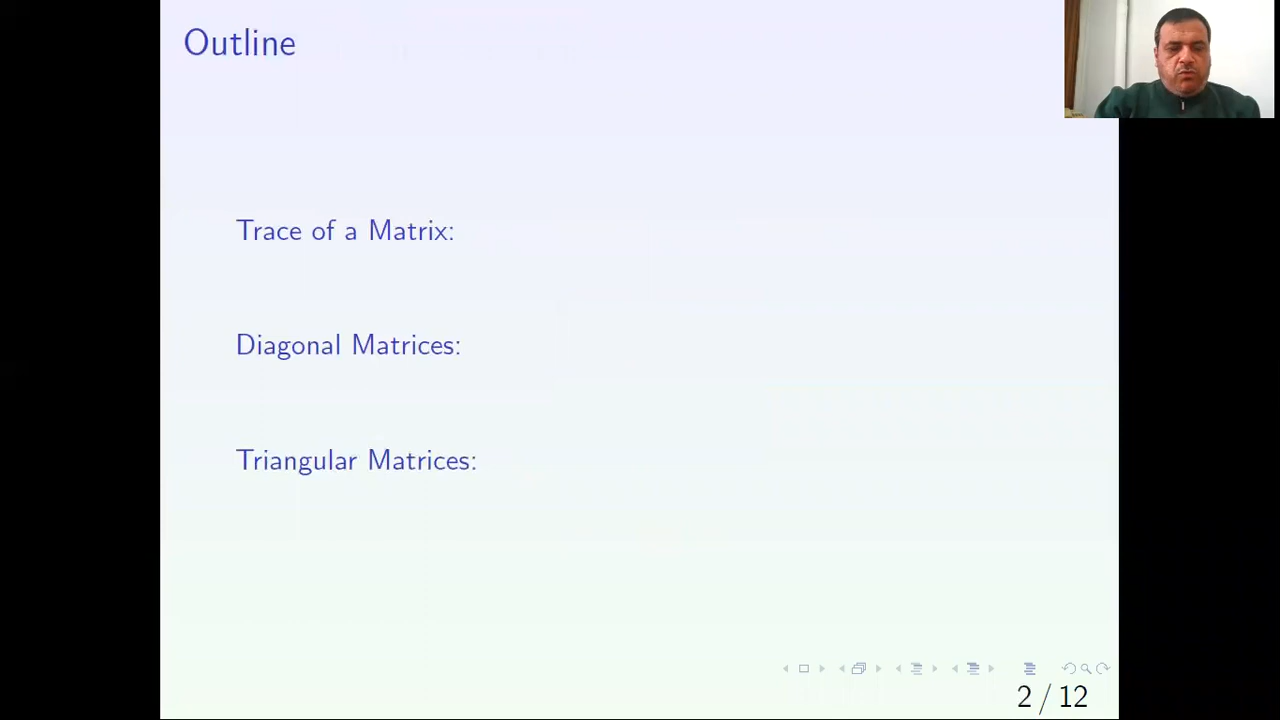 Outline
Trace of a Matrix:
Diagonal Matrices:
Triangular Matrices:
2 / 12